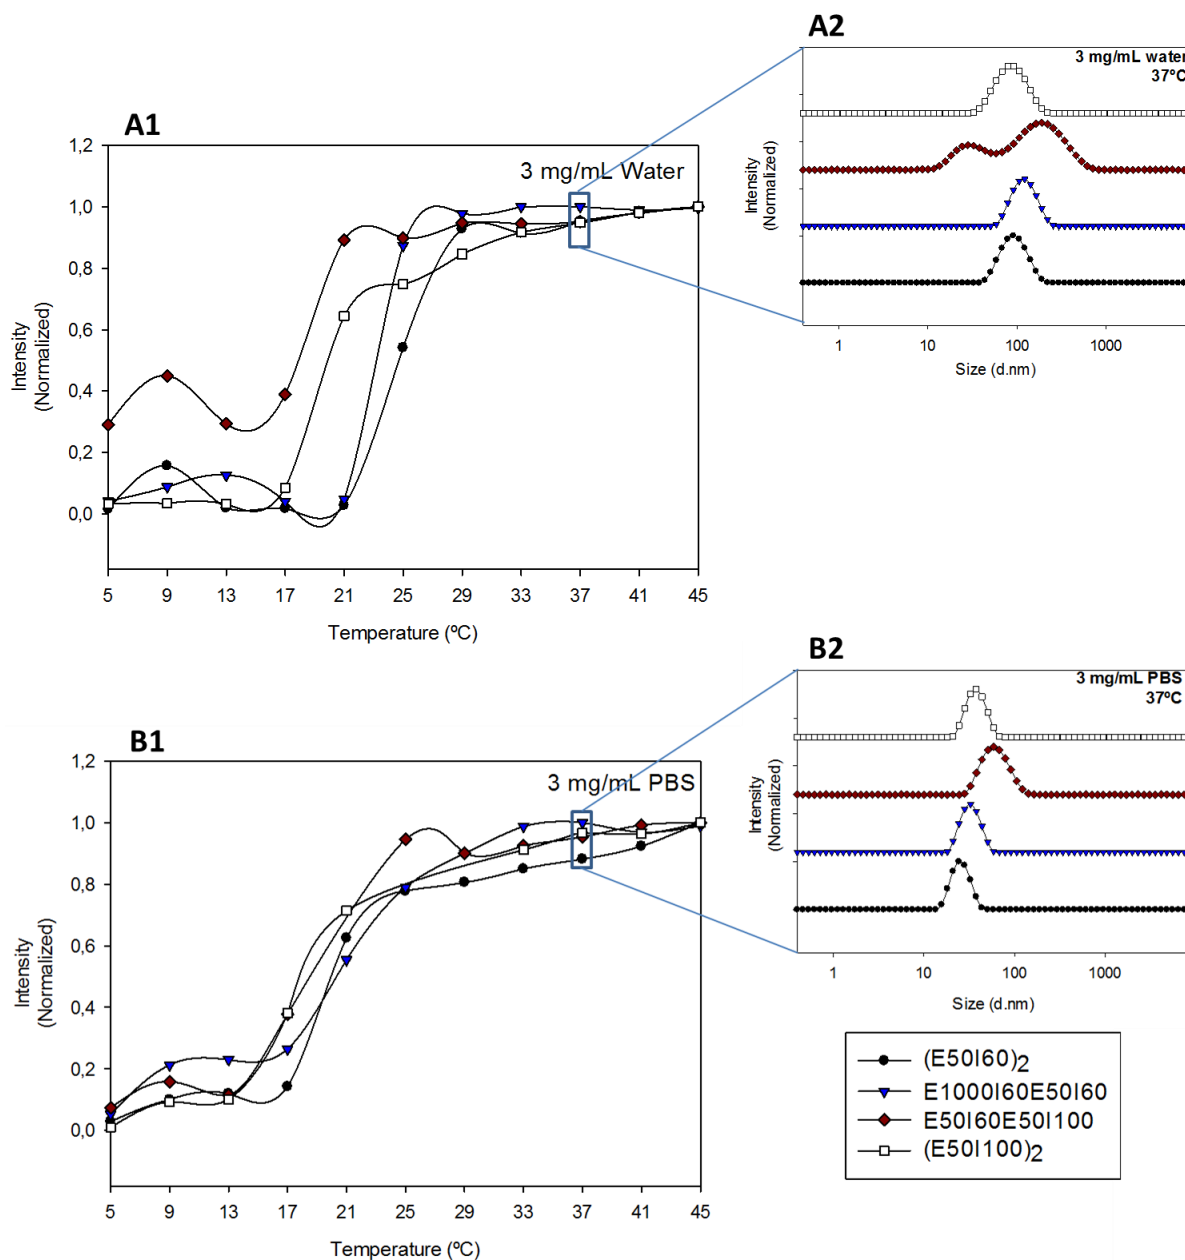 A2
3 mg/mL water
37ºC
Intensity
(Normalized)
1
10
100
1000
Size (d.nm)
A1
3 mg/mL Water
1,2
1,0
0,8
0,6
0,4
0,2
0,0
Intensity
(Normalized)
5 9 13 17 21 25 29 33 37 41 45
Temperature (ºC)
B2
3 mg/mL PBS
37ºC
Intensity
(Normalized)
1
10
100
1000
Size (d.nm)
B1
3 mg/mL PBS
1,2
1,0
0,8
0,6
0,4
0,2
0,0
Intensity
(Normalized)
5 9 13 17 21 25 29 33 37 41 45
Temperature (ºC)
(E50I60)2
E1000I60E50I60
E50I60E50I100
(E50I100)2